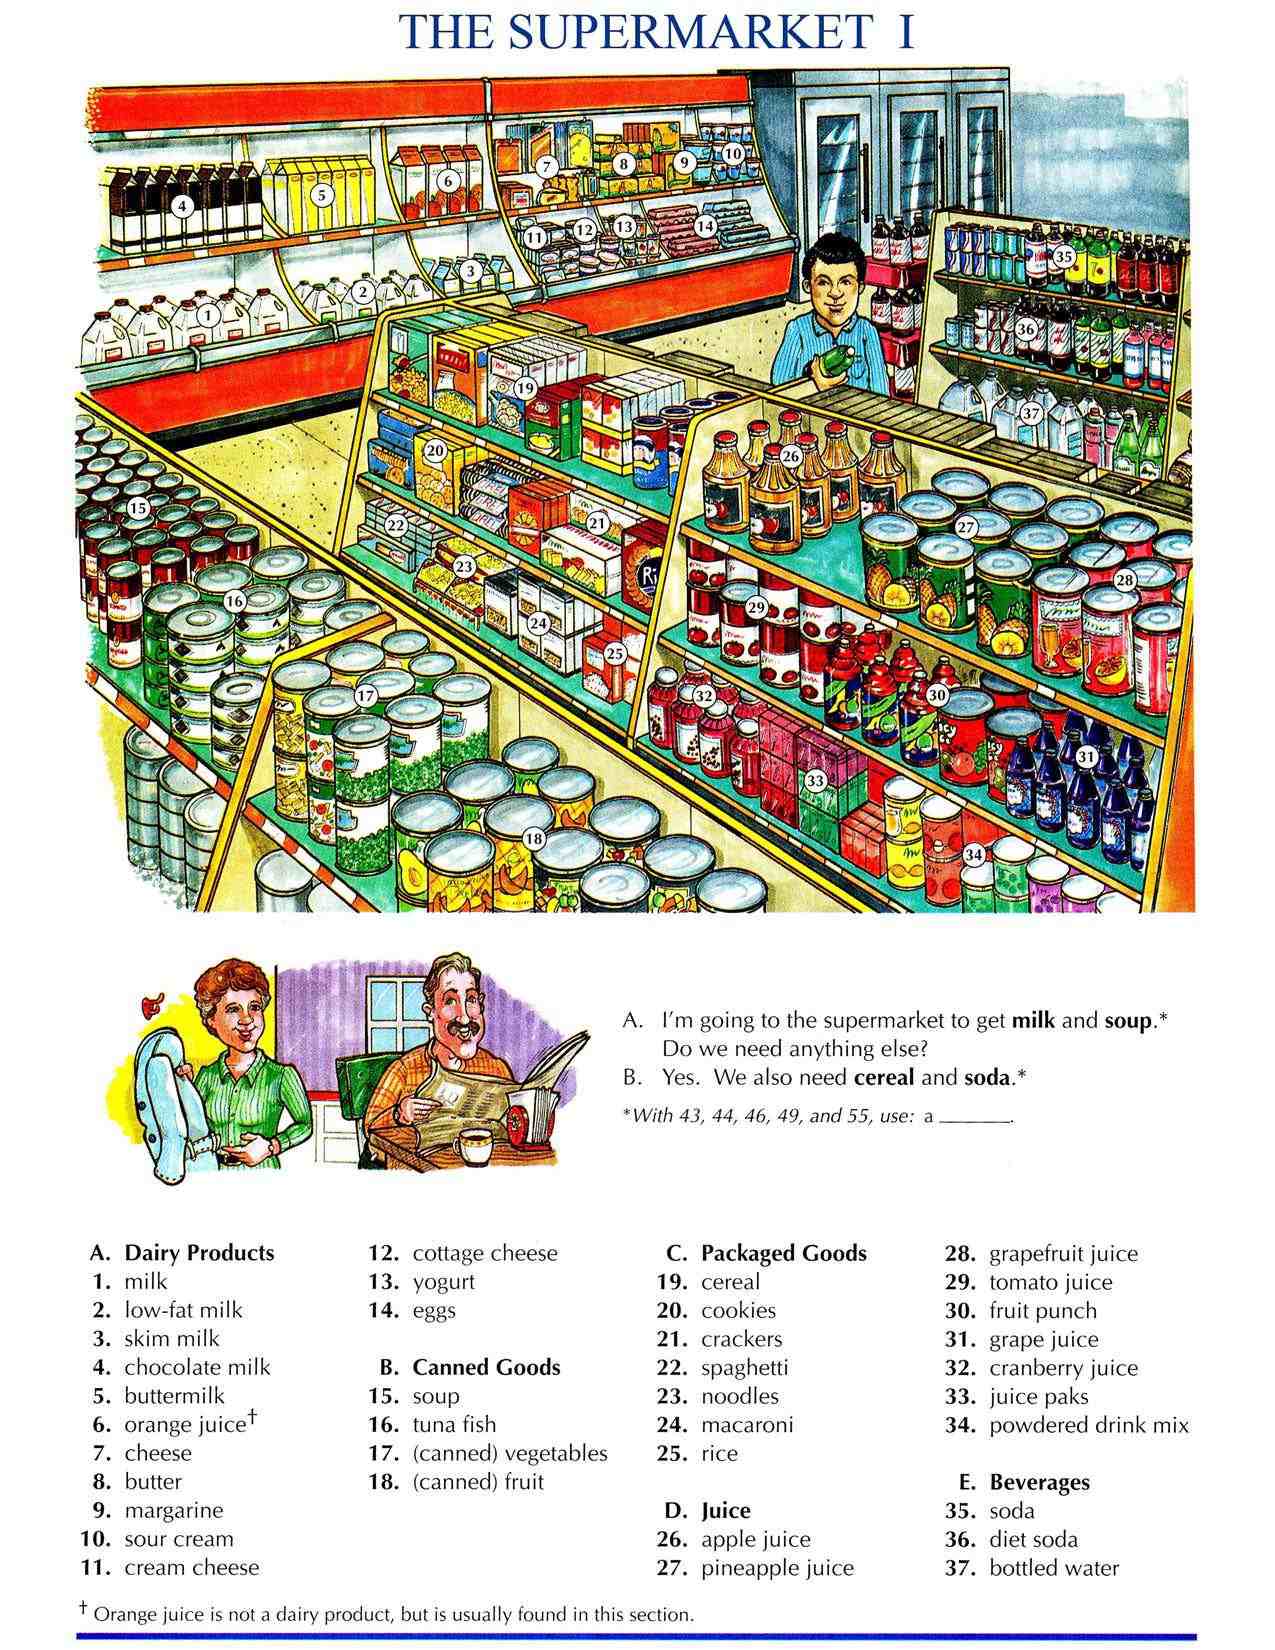 THE SUPERMARKET I
4
5
6
7
8
9
10
11
12
13
14
1
2
3
35
36
37
19
20
26
15
22
21
27
23
28
16
24
29
25
17
32
30
31
33
18
34
Ri
A. I'm going to the supermarket to get milk and soup.*
Do we need anything else?
B. Yes. We also need cereal and soda.*
*With 43, 44, 46, 49, and 55, use: a ______.
A. Dairy Products
1. milk
2. low-fat milk
3. skim milk
4. chocolate milk
5. buttermilk
6. orange juice†
7. cheese
8. butter
9. margarine
10. sour cream
11. cream cheese
12. cottage cheese
13. yogurt
14. eggs
B. Canned Goods
15. soup
16. tuna fish
17. (canned) vegetables
18. (canned) fruit
C. Packaged Goods
19. cereal
20. cookies
21. crackers
22. spaghetti
23. noodles
24. macaroni
25. rice
D. Juice
26. apple juice
27. pineapple juice
28. grapefruit juice
29. tomato juice
30. fruit punch
31. grape juice
32. cranberry juice
33. juice paks
34. powdered drink mix
E. Beverages
35. soda
36. diet soda
37. bottled water
† Orange juice is not a dairy product, but is usually found in this section.